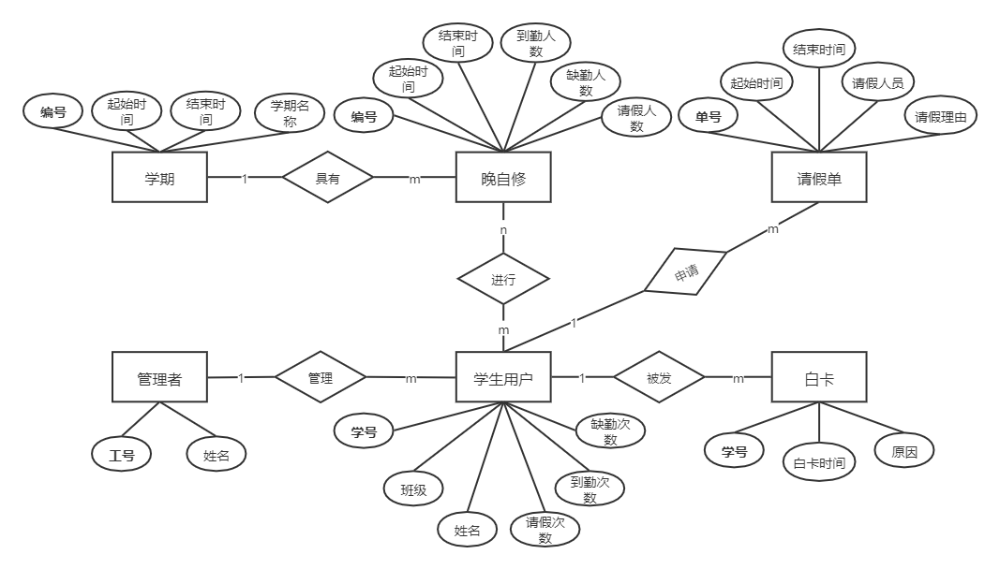 结束时
间
到勤人
数
结束时间
起始时
间
缺勤人
数
起始时间
请假人员
编号
起始时
间
结束时
间
学期名
称
编号
请假人
数
单号
请假理由
学期
1
具有
m
晚自修
请假单
n
m
进行
申请
m
1
管理者
1
管理
m
学生用户
1
被发
m
白卡
学号
缺勤次
数
工号
姓名
学号
白卡时间
原因
班级
到勤次
数
姓名
请假次
数